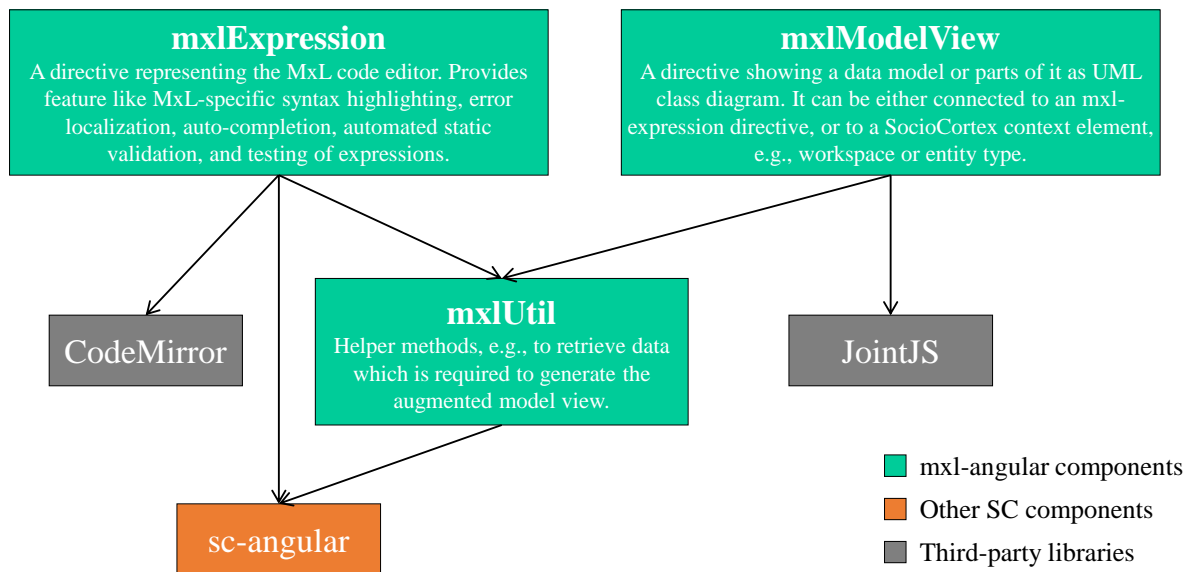 mxlExpression
A directive representing the MxL code editor. Provides
feature like MxL-specific syntax highlighting, error
localization, auto-completion, automated static
validation, and testing of expressions.
mxlModelView
A directive showing a data model or parts of it as UML
class diagram. It can be either connected to an mxl-
expression directive, or to a SocioCortex context element,
e.g., workspace or entity type.
CodeMirror
mxlUtil
Helper methods, e.g., to retrieve data
which is required to generate the
augmented model view.
JointJS
sc-angular
mxl-angular components
Other SC components
Third-party libraries